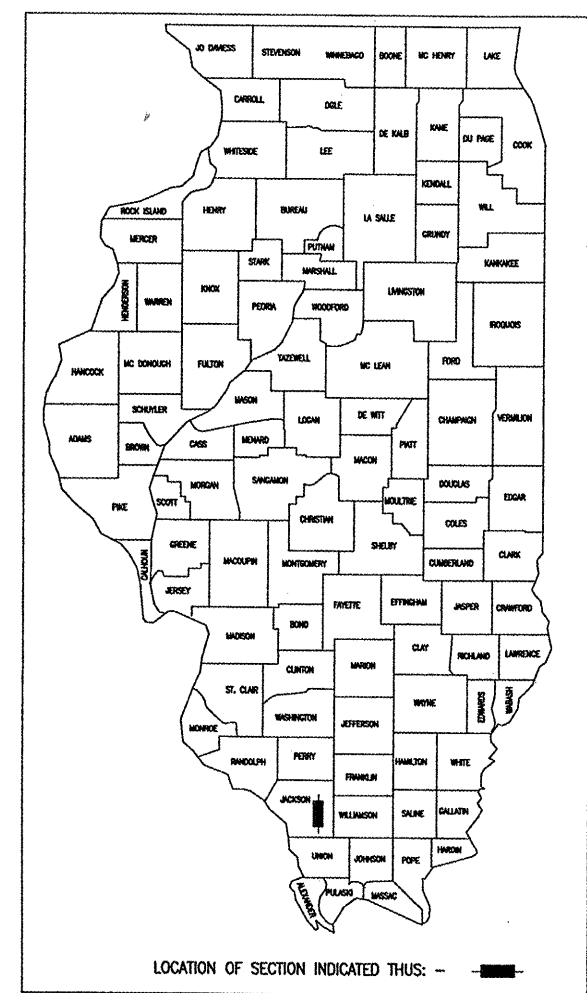 JO DAVIESS STEVENSON WINNEBAGO BOONE MC HENRY LAKE
CARROLL OGLE DE KALB KANE DU PAGE COOK
WHITESIDE LEE
KENDALL
ROCK ISLAND HENRY BUREAU LA SALLE GRUNDY WILL
MERCER PUTNAM
STARK MARSHALL KANKAKEE
HENDERSON WARREN KNOX PEORIA WOODFORD LIVINGSTON IROQUOIS
HANCOCK MC DONOUGH FULTON TAZEWELL MC LEAN FORD
MASON
SCHUYLER LOGAN DE WITT CHAMPAIGN VERMILION
ADAMS BROWN CASS MENARD PIATT
MACON
MORGAN SANGAMON DOUGLAS
PIKE SCOTT CHRISTIAN MOULTRIE COLES EDGAR
CALHOUN GREENE MACOUPIN MONTGOMERY SHELBY CUMBERLAND CLARK
JERSEY
FAYETTE EFFINGHAM JASPER CRAWFORD
MADISON BOND
CLAY RICHLAND LAWRENCE
CLINTON MARION
ST. CLAIR WAYNE EDWARDS WABASH
WASHINGTON JEFFERSON
MONROE
RANDOLPH PERRY HAMILTON WHITE
FRANKLIN
JACKSON WILLIAMSON SALINE GALLATIN
UNION JOHNSON POPE HARDIN
ALEXANDER PULASKI MASSAC
LOCATION OF SECTION INDICATED THUS: -